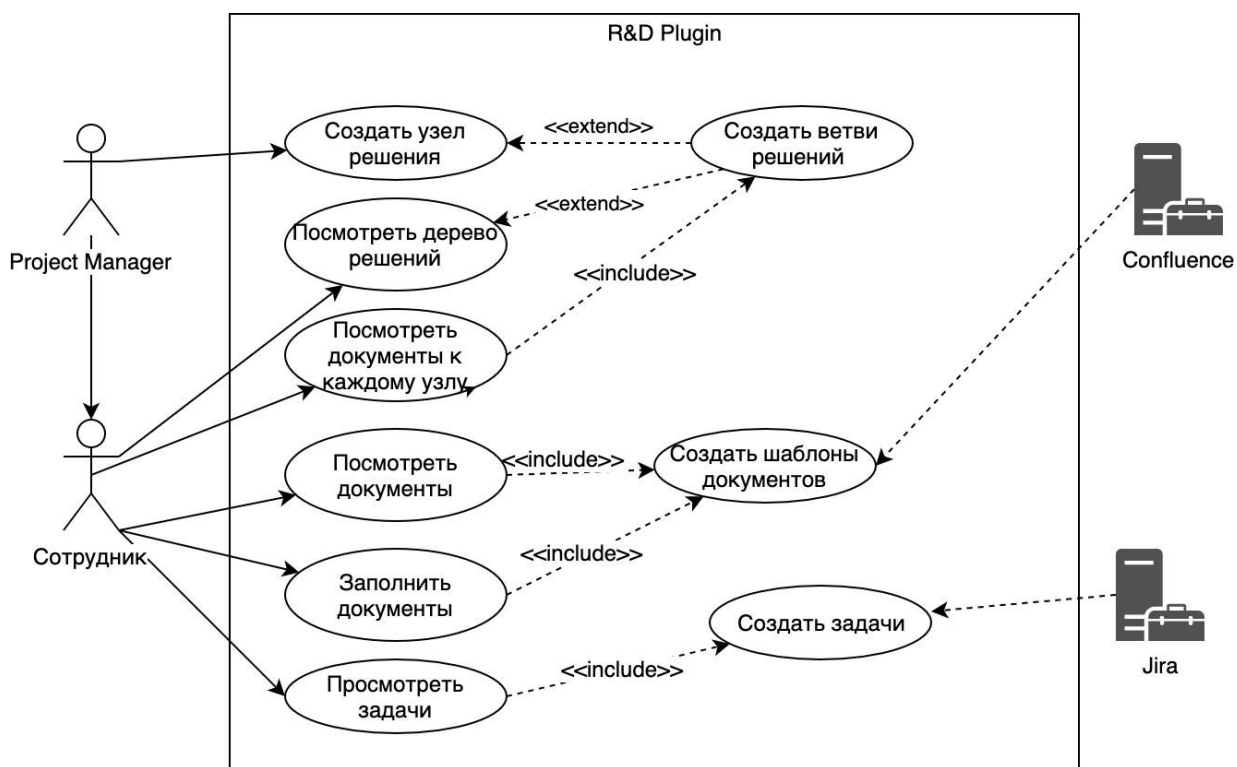 R&D Plugin
Создать узел
решения
<<extend>>
Создать ветви
решений
Project Manager
Посмотреть дерево
решений
<<extend>>
Confluence
<<include>>
Посмотреть
документы к
каждому узлу
Посмотреть
документы
<<include>>
Создать шаблоны
документов
Сотрудник
Заполнить
документы
<<include>>
Создать задачи
Jira
<<include>>
Просмотреть
задачи